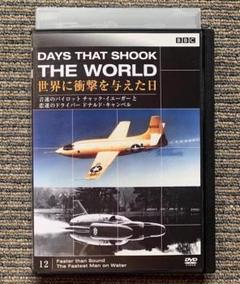 BBC
DAYS THAT SHOOK
THE WORLD
世界に衝撃を与えた日
音速のパイロット チャック・イエーガーと
水速のドライバー ドナルド・キャンベル
12
Faster than Sound
The Fastest Man on Water
DVD